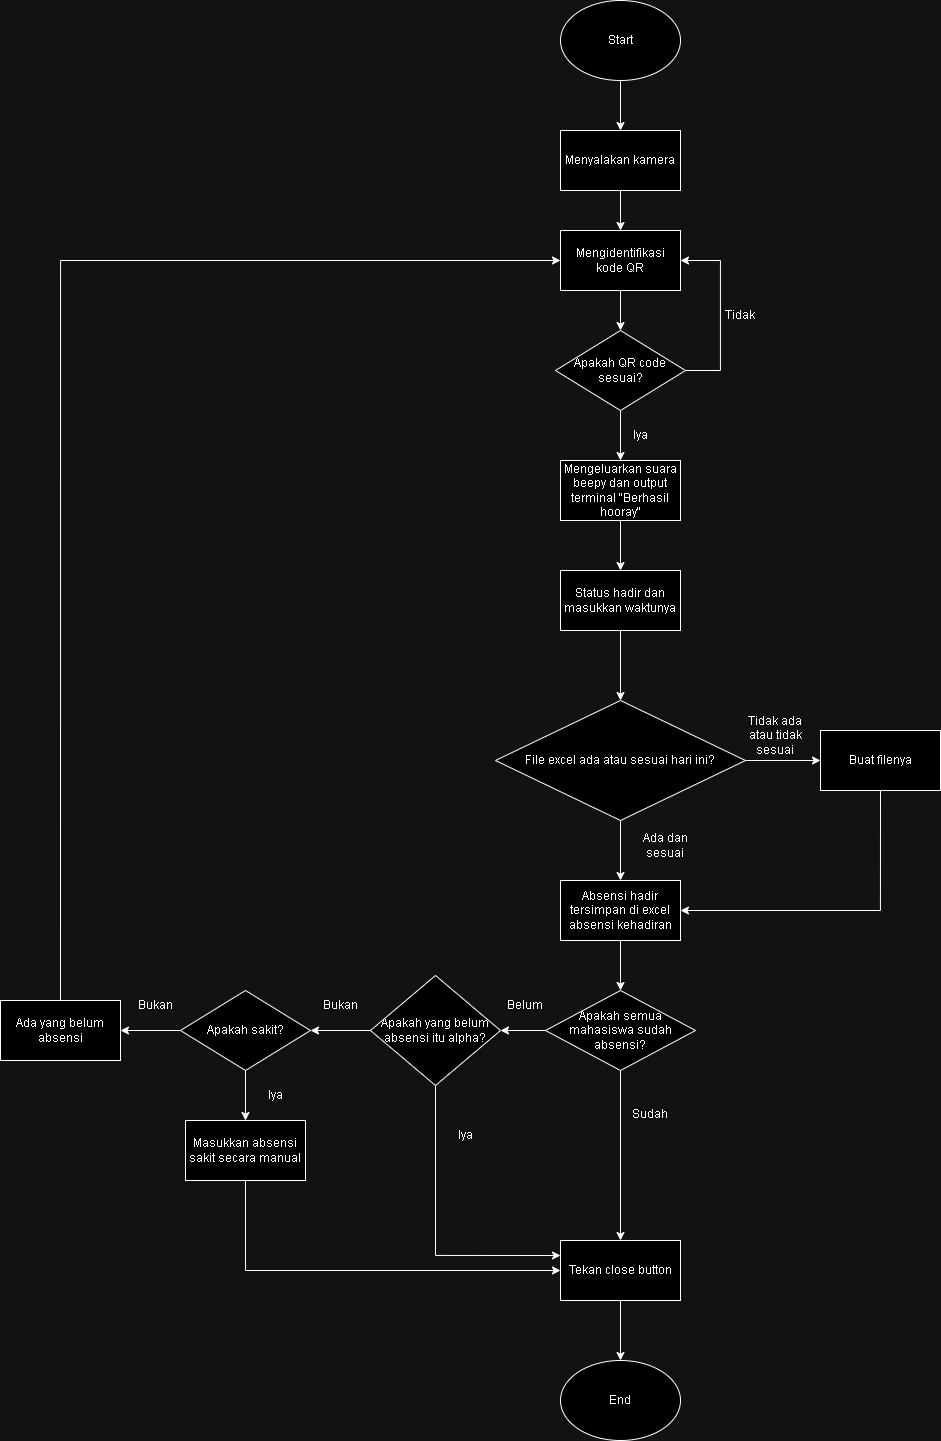 Start
Menyalakan kamera
Mengidentifikasi
kode QR
Tidak
Apakah QR code
sesuai?
Iya
Mengeluarkan suara
beepy dan output
terminal "Berhasil
hooray"
Status hadir dan
masukkan waktunya
Tidak ada
atau tidak
sesuai
File excel ada atau sesuai hari ini?
Buat filenya
Ada dan
sesuai
Absensi hadir
tersimpan di excel
absensi kehadiran
Apakah semua
mahasiswa sudah
absensi?
Belum
Apakah yang belum
absensi itu alpha?
Bukan
Apakah sakit?
Bukan
Ada yang belum
absensi
Iya
Masukkan absensi
sakit secara manual
Iya
Sudah
Tekan close button
End